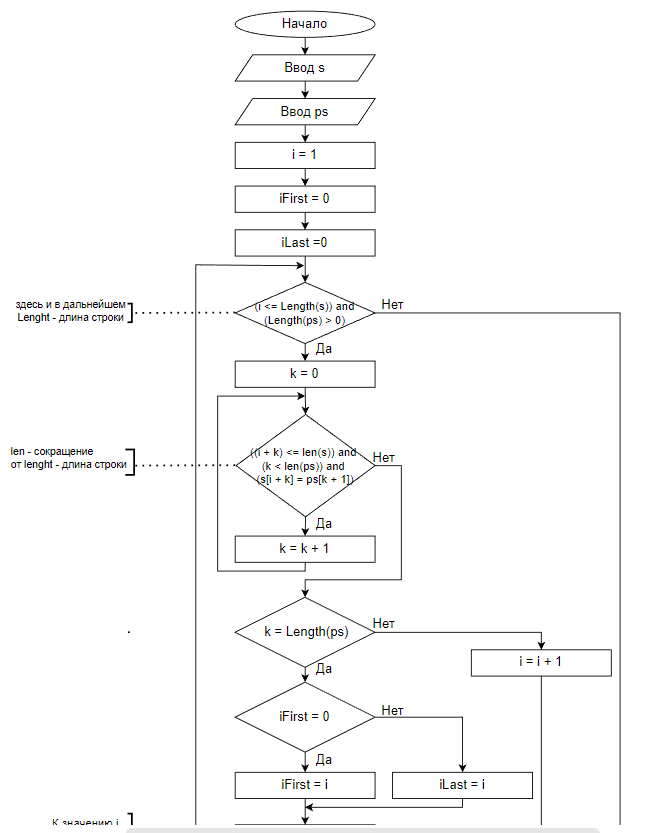 Начало
Ввод s
Ввод ps
i = 1
iFirst = 0
iLast =0
здесь и в дальнейшем
Lenght - длина строки
(i <= Length(s)) and
(Length(ps) > 0)
Нет
Да
k = 0
len - сокращение
от lenght - длина строки
((i + k) <= len(s)) and
(k < len(ps)) and
(s[i + k] = ps[k + 1])
Нет
Да
k = k + 1
k = Length(ps)
Нет
Да
i = i + 1
iFirst = 0
Нет
Да
iFirst = i
iLast = i
К значению i